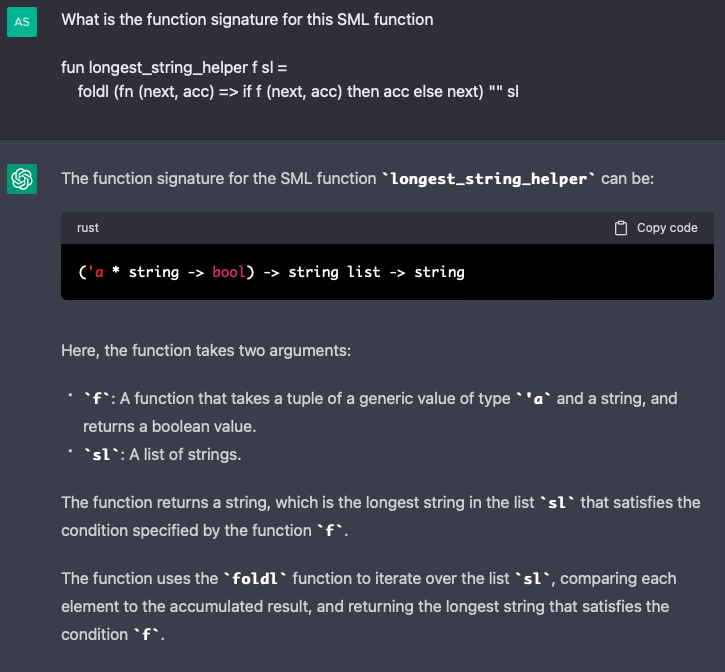 AS
What is the function signature for this SML function
fun longest_string_helper f sl =
foldl (fn (next, acc) => if f (next, acc) then acc else next) "" sl
The function signature for the SML function `longest_string_helper` can be:
rust
Copy code
('a * string -> bool) -> string list -> string
Here, the function takes two arguments:
• `f`: A function that takes a tuple of a generic value of type `'a` and a string, and
returns a boolean value.
• `sl`: A list of strings.
The function returns a string, which is the longest string in the list `sl` that satisfies the
condition specified by the function `f`.
The function uses the `foldl` function to iterate over the list `sl`, comparing each
element to the accumulated result, and returning the longest string that satisfies the
condition `f`.